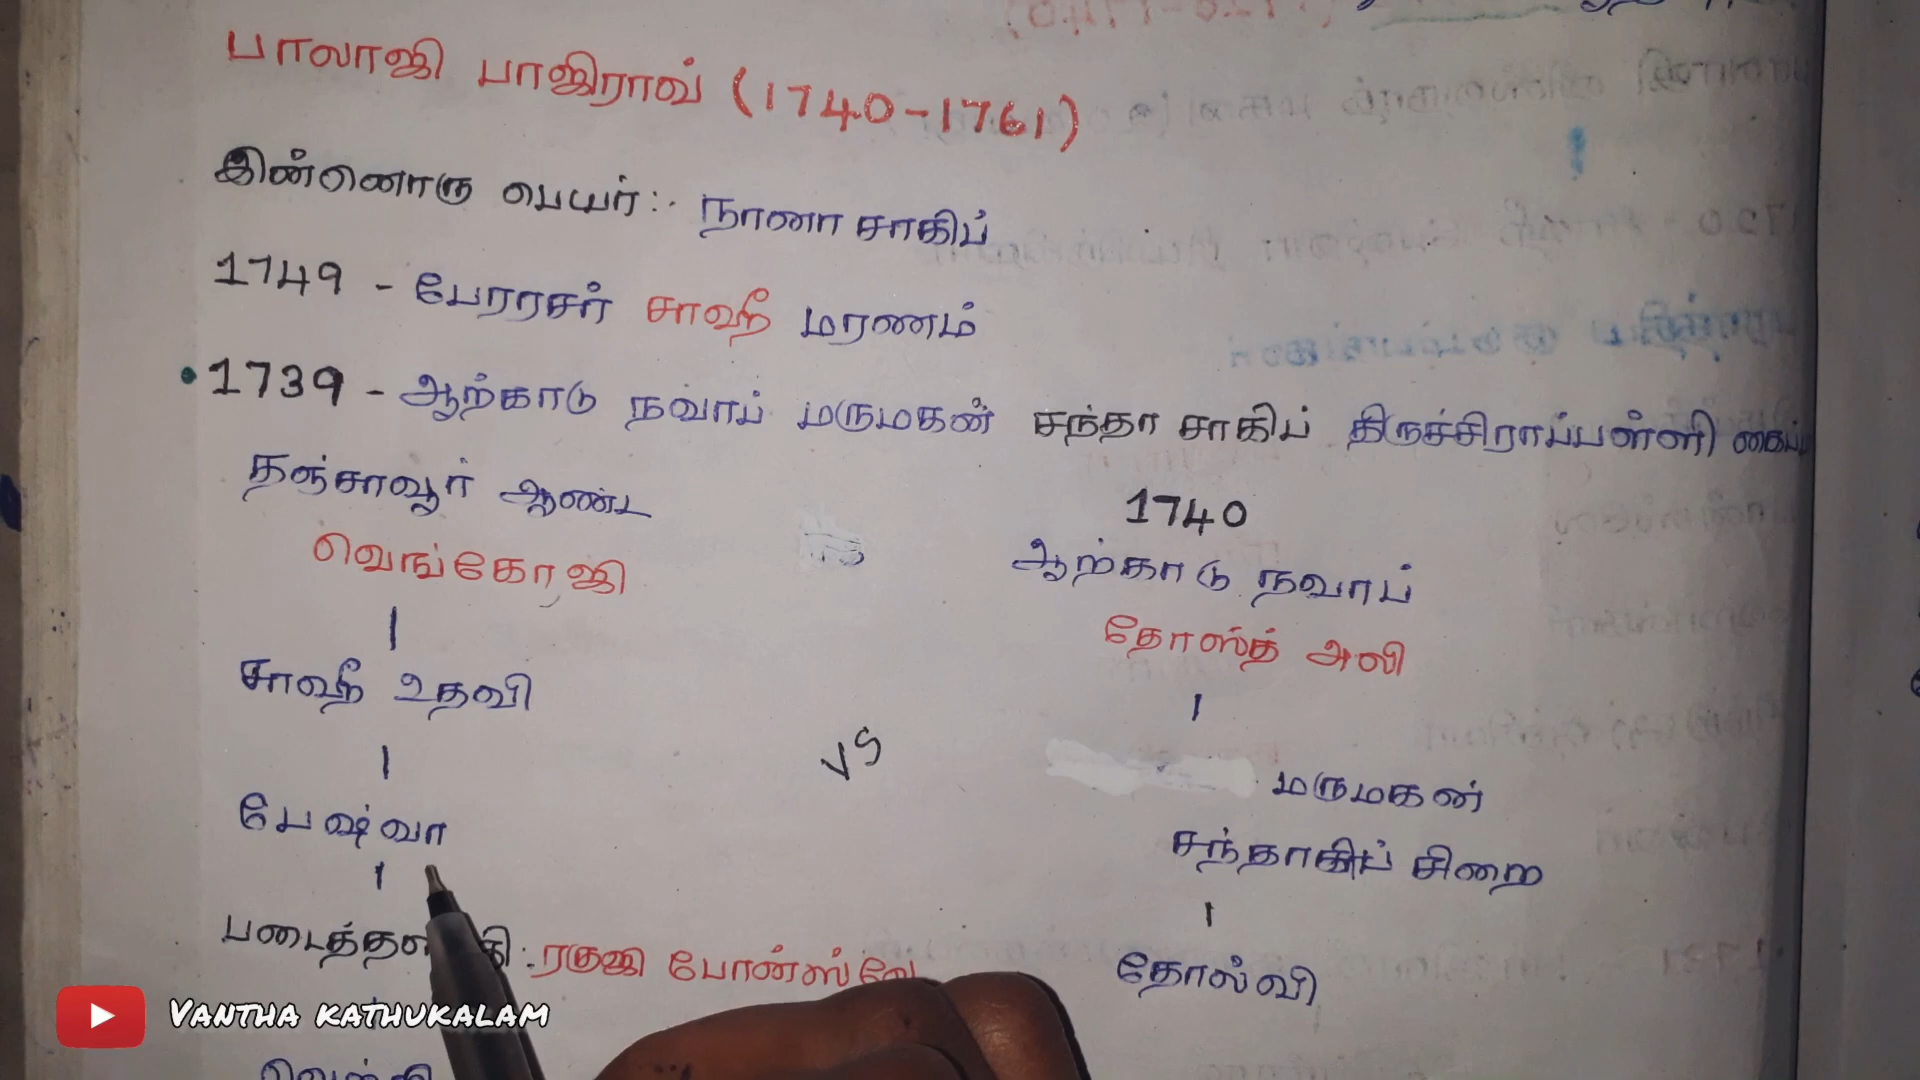 பாலாஜி பாஜிராவ் (1740-1761)
இன்னொரு பெயர்: நானா சாகிப்
1749 - பேரரசர் சாஹீ மரணம்
• 1739 - ஆற்காடு நவாப் மருமகன் சந்தா சாகிப் திருச்சிராப்பள்ளி
தஞ்சாவூர் ஆண்ட
வெங்கோஜி
சாஹீ உதவி
பேஷ்வா
ரகுஜி போன்ஸ்லே
VS
1740
ஆற்காடு நவாப்
தோஸ்த் அலி
மருமகன்
சந்தாகிப் சிறை
தோல்வி
VANTHA KATHUKALAM